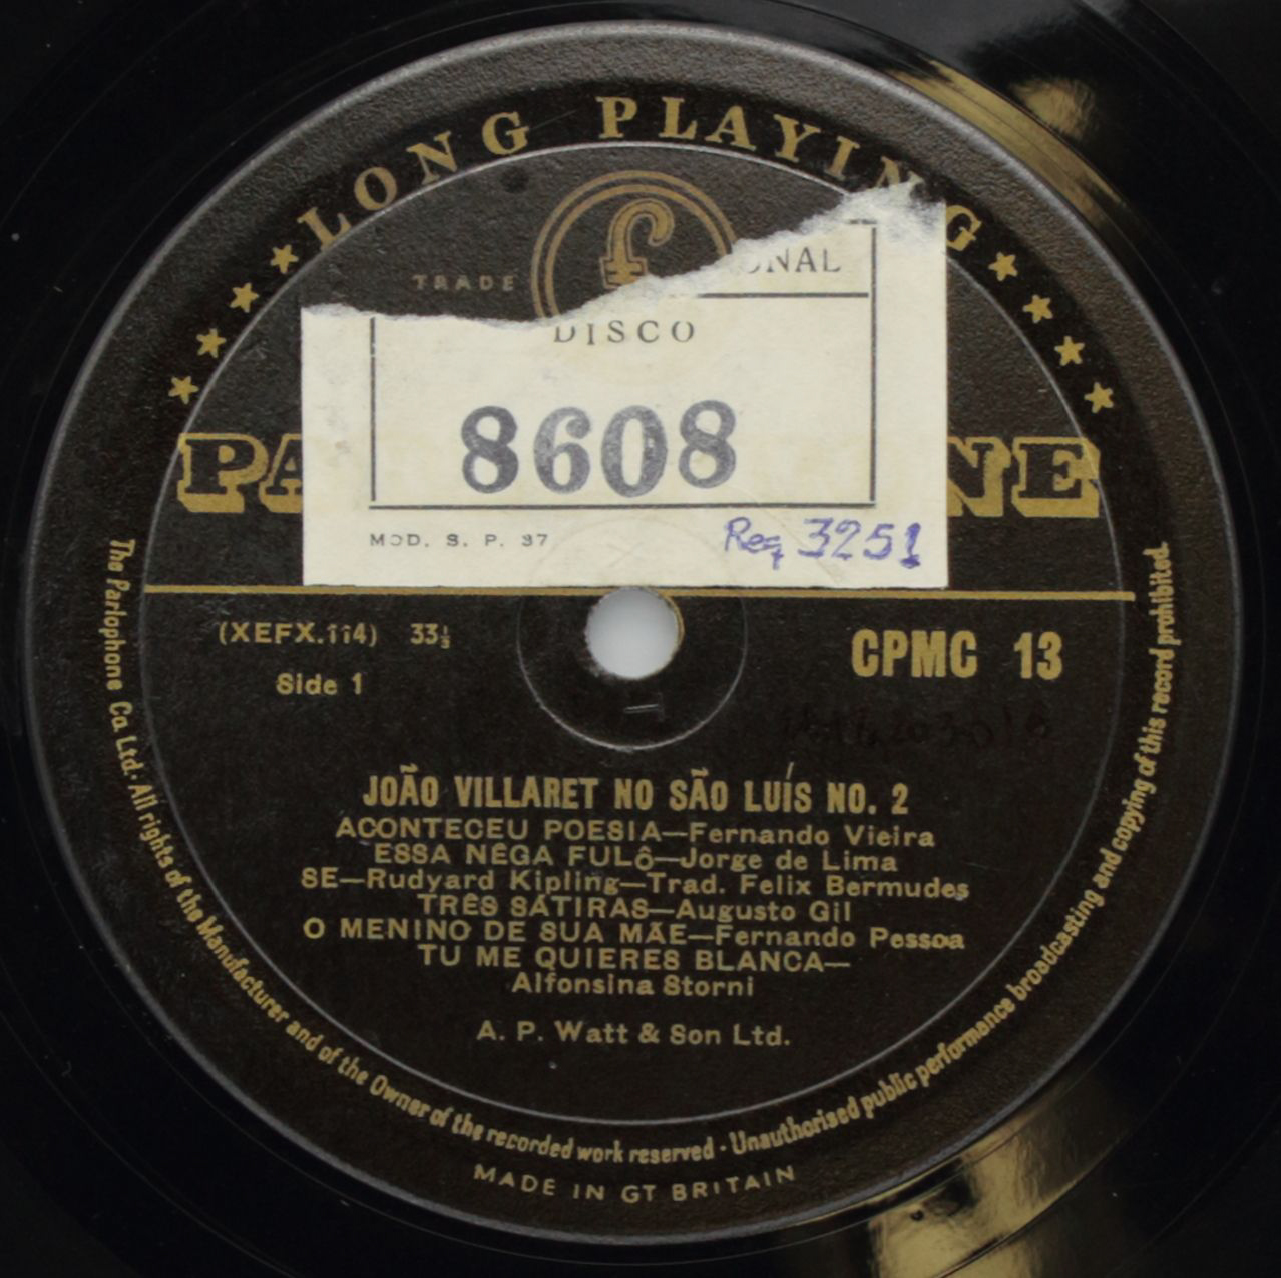 LONG PLAYING
TRADE
ONAL
DISCO
8608
PA NE
MOD. S. P. 37
Reg 3251
(XEFX.114) 33⅓
CPMC 13
Side 1
JOÃO VILLARET NO SÃO LUÍS NO. 2
ACONTECEU POESIA—Fernando Vieira
ESSA NÊGA FULÔ—Jorge de Lima
SE—Rudyard Kipling—Trad. Felix Bermudes
TRÊS SÁTIRAS—Augusto Gil
O MENINO DE SUA MÃE—Fernando Pessoa
TU ME QUIERES BLANCA—
Alfonsina Storni
A. P. Watt & Son Ltd.
The Parlophone Co. Ltd. All rights of the Manufacturer and of the Owner of the recorded work reserved · Unauthorised public performance broadcasting and copying of this record prohibited.
MADE IN GT BRITAIN